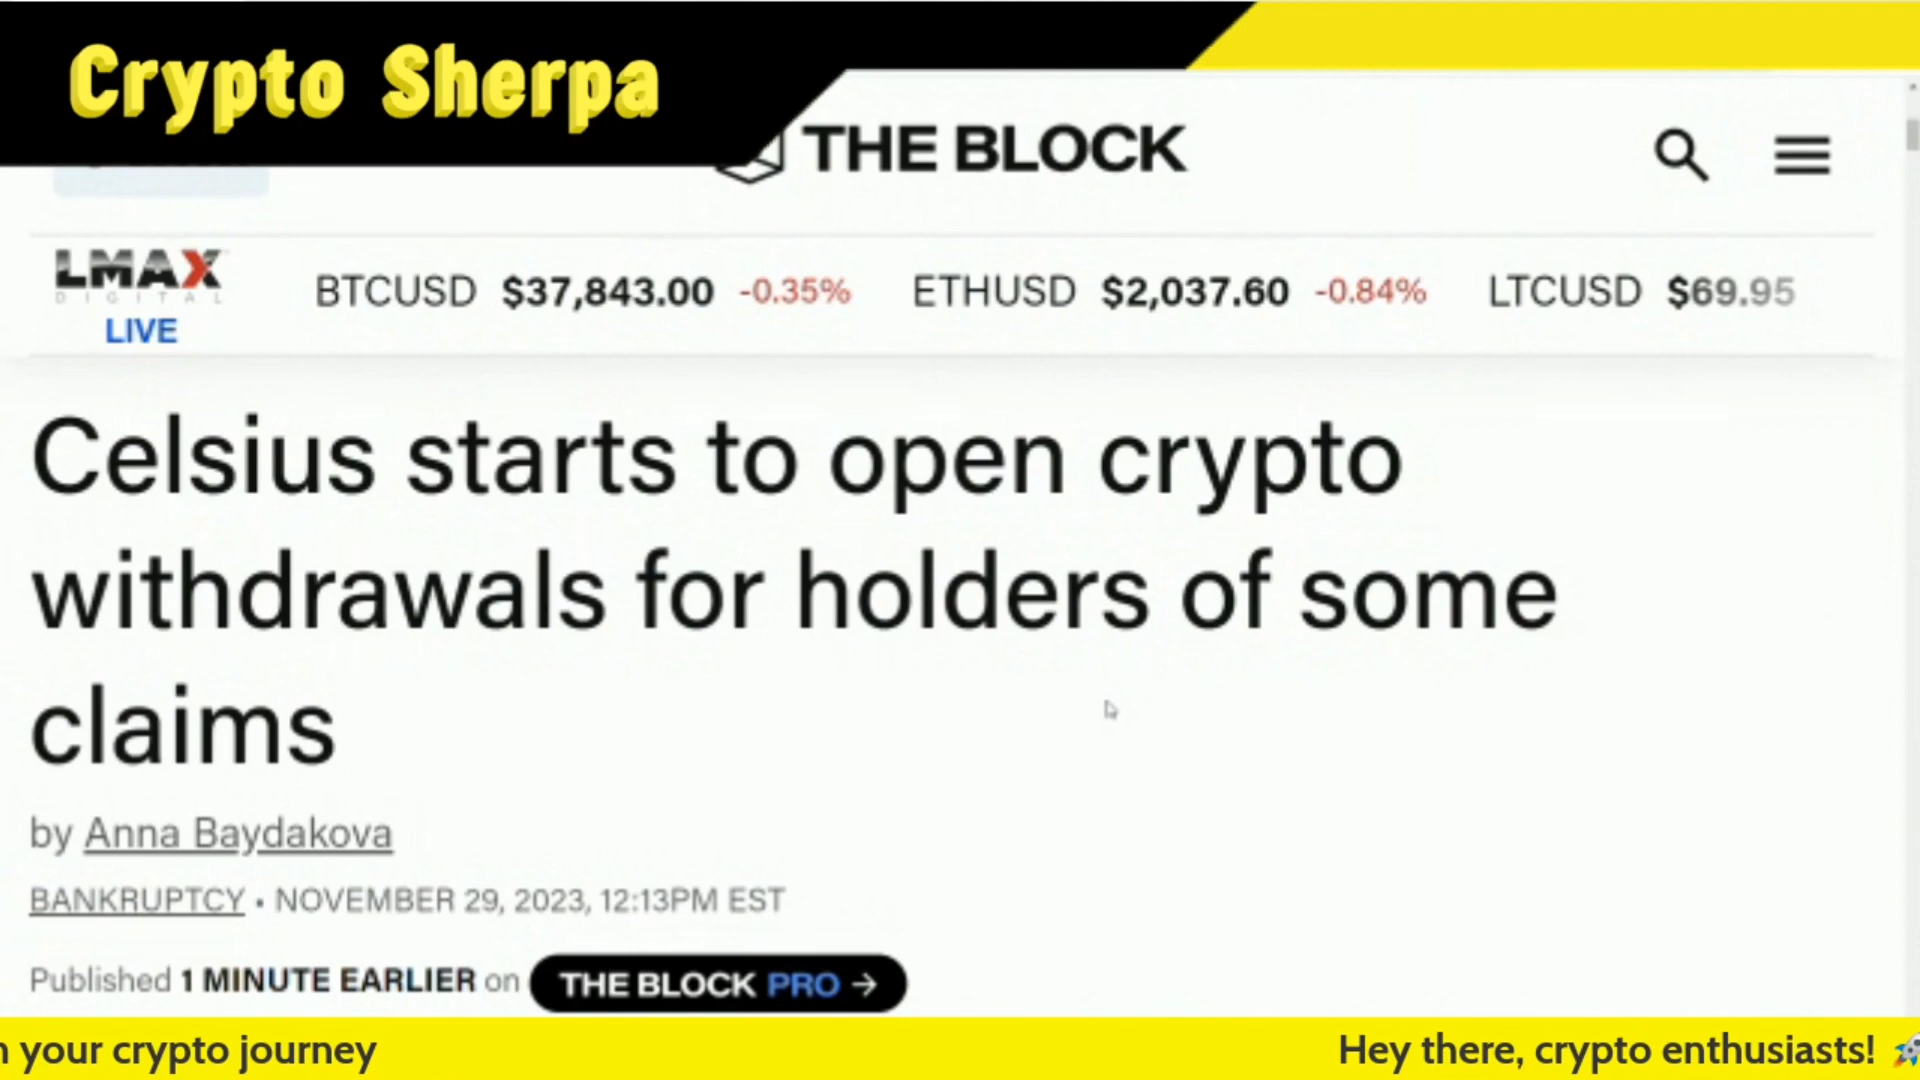 Crypto Sherpa
THE BLOCK
LMAX
DIGITAL
LIVE
BTCUSD $37,843.00 -0.35% ETHUSD $2,037.60 -0.84% LTCUSD $69.95
Celsius starts to open crypto
withdrawals for holders of some
claims
by Anna Baydakova
BANKRUPTCY • NOVEMBER 29, 2023, 12:13PM EST
Published 1 MINUTE EARLIER on THE BLOCK PRO →
n your crypto journey
Hey there, crypto enthusiasts! 🚀